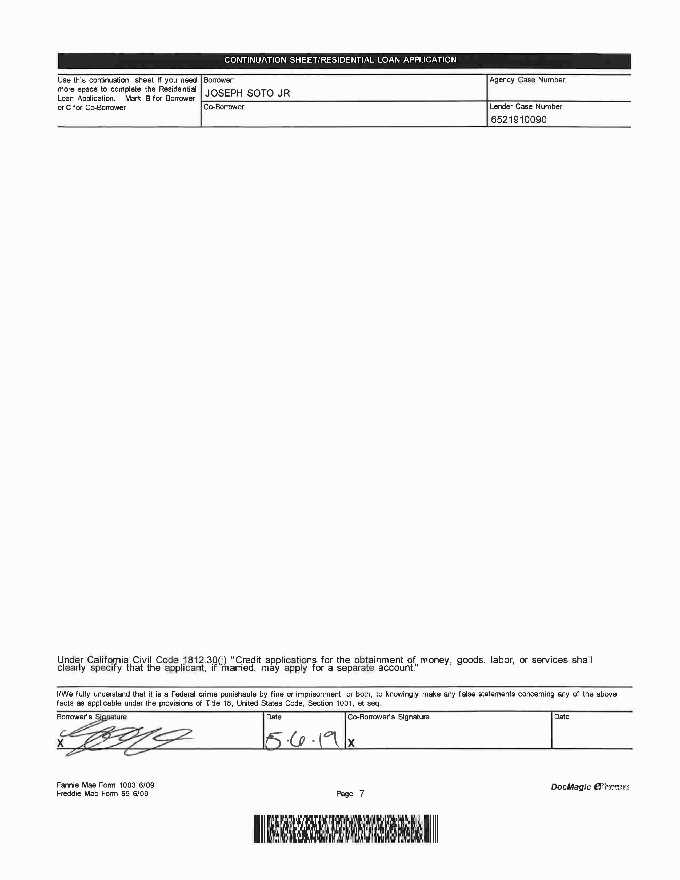 CONTINUATION SHEET/RESIDENTIAL LOAN APPLICATION
Use this continuation sheet if you need
more space to complete the Residential
Loan Application. Mark B for Borrower
or C for Co-Borrower
Borrower
JOSEPH SOTO JR
Agency Case Number
Co-Borrower
Lender Case Number
6521910090
Under California Civil Code 1812.30(j) "Credit applications for the obtainment of money, goods, labor, or services shall
clearly specify that the applicant, if married, may apply for a separate account."
I/We fully understand that it is a Federal crime punishable by fine or imprisonment, or both, to knowingly make any false statements concerning any of the above
facts as applicable under the provisions of Title 18, United States Code, Section 1001, et seq.
Borrower's Signature
X
Date
5.6.19
Co-Borrower's Signature
X
Date
Fannie Mae Form 1003 6/09
Freddie Mac Form 65 6/09
Page 7
DocMagic